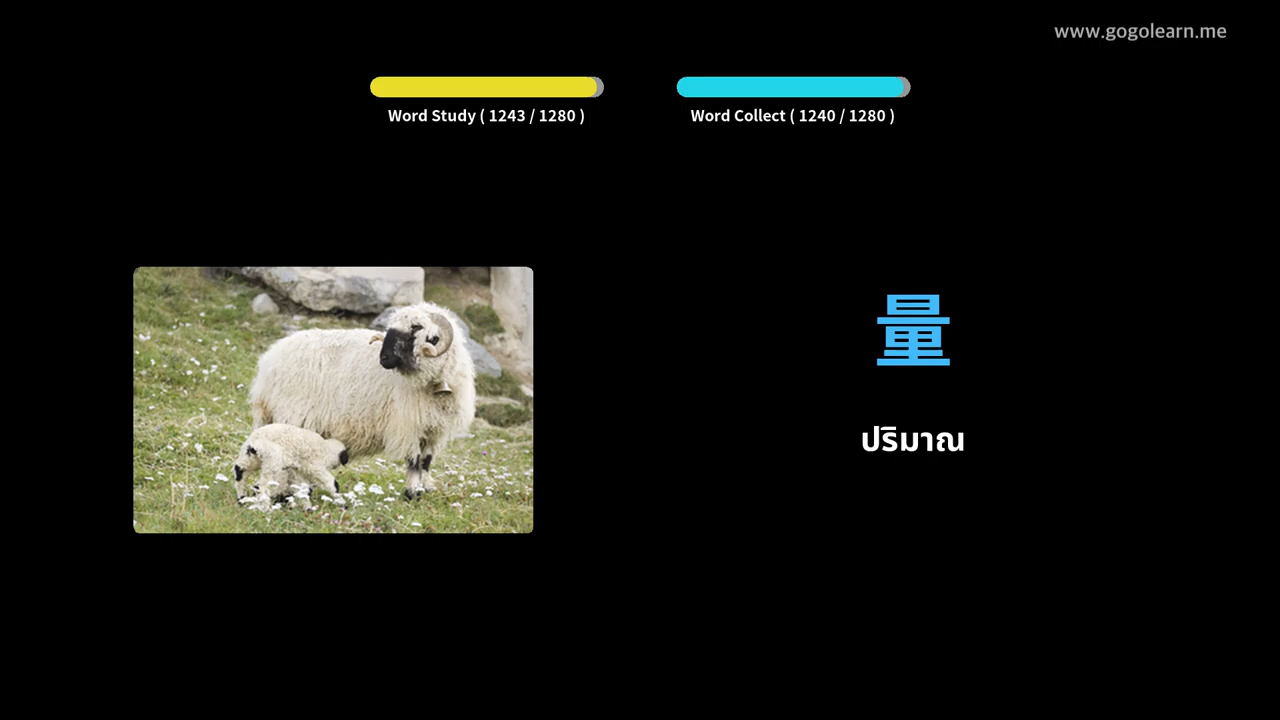 www.gogolearn.me
Word Study ( 1243 / 1280 )
Word Collect ( 1240 / 1280 )
量
ปริมาณ